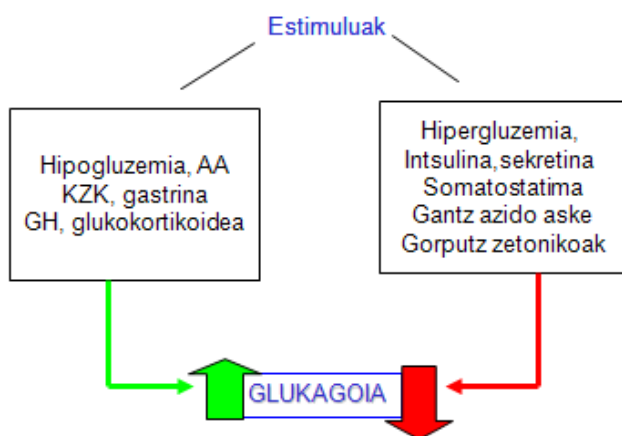 Estimuluak
Hipogluzemia, AA
KZK, gastrina
GH, glukokortikoidea
Hipergluzemia,
Intsulina, sekretina
Somatostatima
Gantz azido aske
Gorputz zetonikoak
GLUKAGOIA